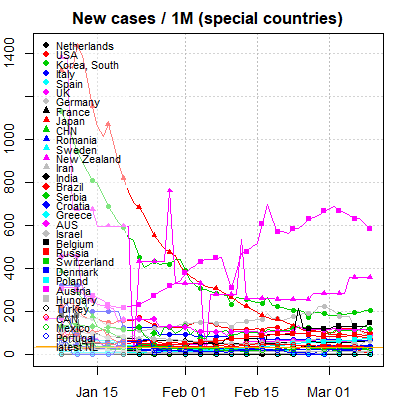 New cases / 1M (special countries)
1400
1200
1000
800
600
400
200
0
Netherlands
USA
Korea, South
Italy
Spain
UK
Germany
France
Japan
CHN
Romania
Sweden
New Zealand
Iran
India
Brazil
Serbia
Croatia
Greece
AUS
Israel
Belgium
Russia
Switzerland
Denmark
Poland
Austria
Hungary
Turkey
CAN
Mexico
Portugal
latest NL
Jan 15
Feb 01
Feb 15
Mar 01